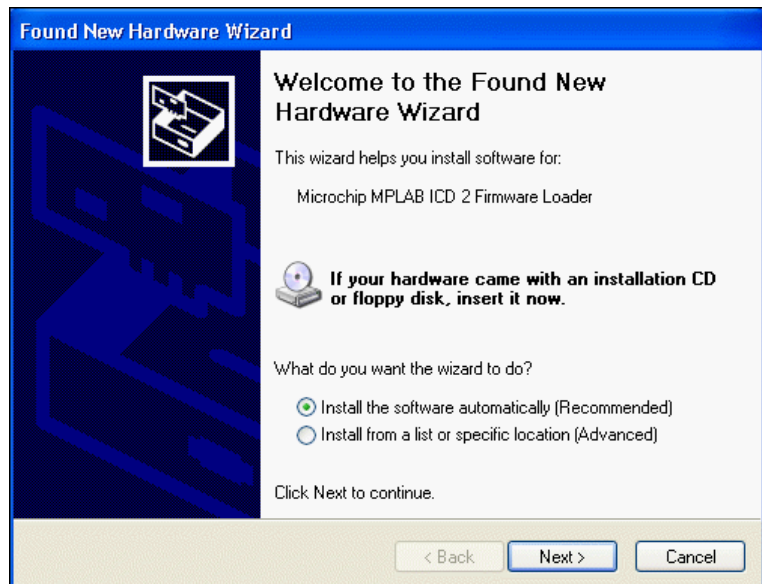 Found New Hardware Wizard
Welcome to the Found New
Hardware Wizard
This wizard helps you install software for:
Microchip MPLAB ICD 2 Firmware Loader
If your hardware came with an installation CD
or floppy disk, insert it now.
What do you want the wizard to do?
Install the software automatically (Recommended)
Install from a list or specific location (Advanced)
Click Next to continue.
< Back
Next >
Cancel